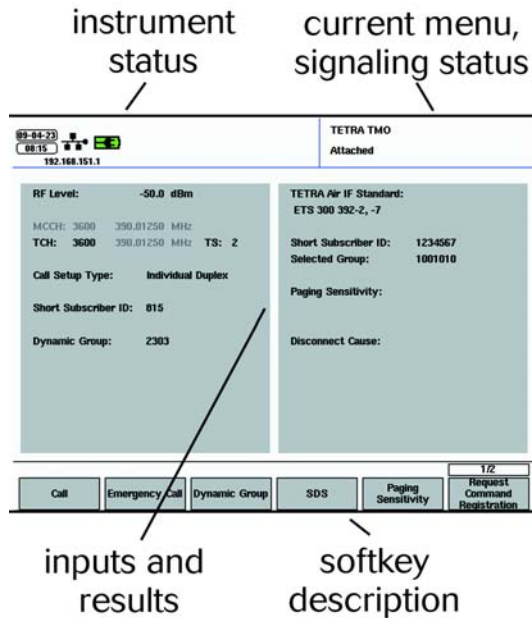 instrument
status
current menu,
signaling status
09-04-23
08:15
192.168.151.1
TETRA TMO
Attached
RF Level: -50.0 dBm
MCCH: 3600 390.01250 MHz
TCH: 3600 390.01250 MHz TS: 2
Call Setup Type: Individual Duplex
Short Subscriber ID: 815
Dynamic Group: 2303
TETRA Air IF Standard:
ETS 300 392-2, -7
Short Subscriber ID: 1234567
Selected Group: 1001010
Paging Sensitivity:
Disconnect Cause:
1/2
Call
Emergency Call
Dynamic Group
SDS
Paging
Sensitivity
Request
Command
Registration
inputs and
results
softkey
description